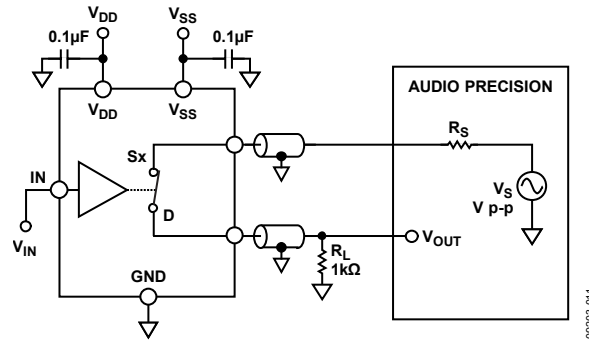 VDD
VSS
0.1µF
0.1µF
VDD
VSS
AUDIO PRECISION
RS
Sx
VS
V p-p
IN
D
VIN
VOUT
RL
1kΩ
GND